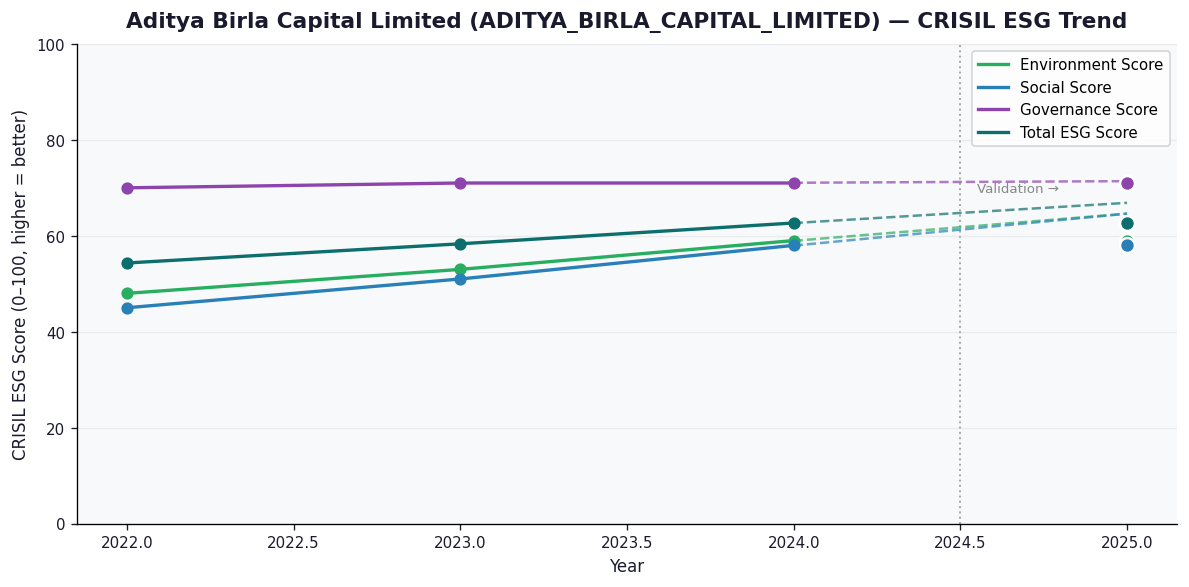 Aditya Birla Capital Limited (ADITYA_BIRLA_CAPITAL_LIMITED) — CRISIL ESG Trend
CRISIL ESG Score (0–100, higher = better)
100
80
60
40
20
0
Environment Score
Social Score
Governance Score
Total ESG Score
Validation →
2022.0
2022.5
2023.0
2023.5
2024.0
2024.5
2025.0
Year